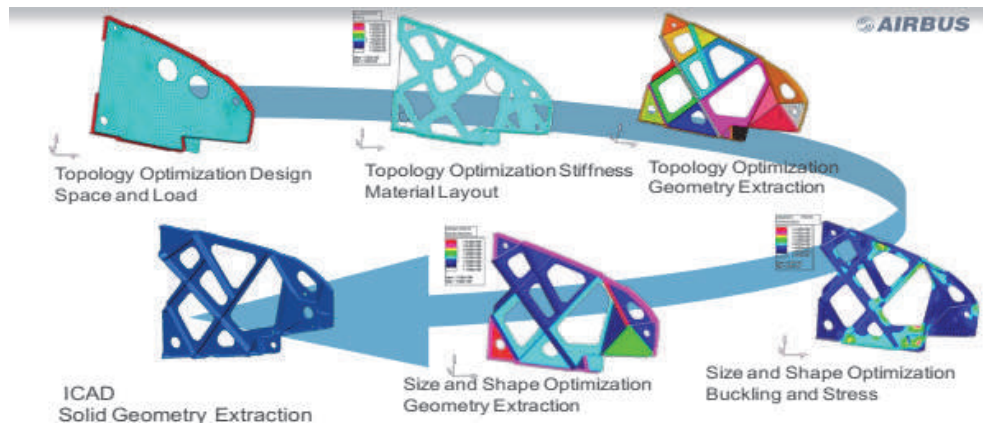 AIRBUS
Topology Optimization Design
Space and Load
Topology Optimization Stiffness
Material Layout
Topology Optimization
Geometry Extraction
ICAD
Solid Geometry Extraction
Size and Shape Optimization
Geometry Extraction
Size and Shape Optimization
Buckling and Stress